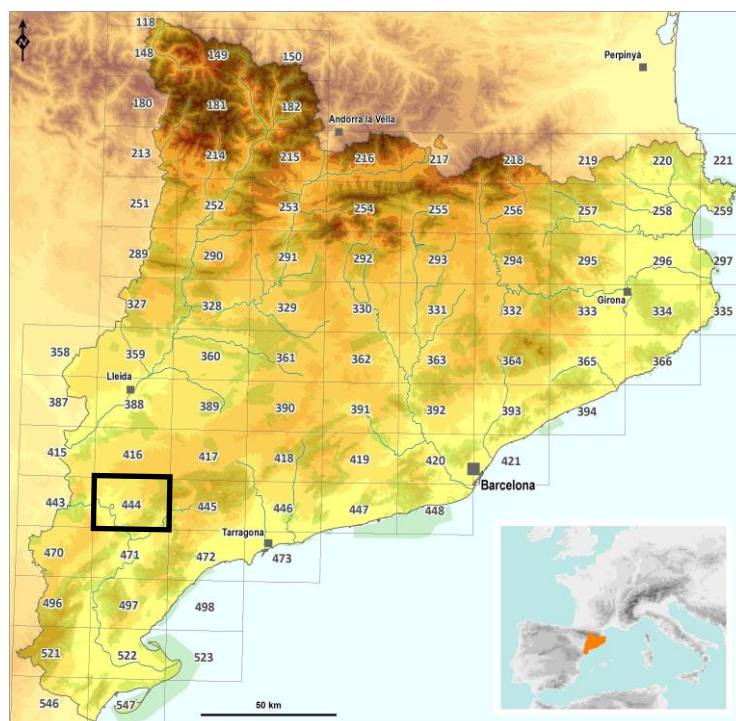 118
148 149 150
Perpinyà
N
180 181 182
Andorra la Vella
213 214 215 216 217 218 219 220 221
251 252 253 254 255 256 257 258 259
289 290 291 292 293 294 295 296 297
Girona
327 328 329 330 331 332 333 334 335
358 359 360 361 362 363 364 365 366
Lleida
387 388 389 390 391 392 393 394
415 416 417 418 419 420 421
Barcelona
443 444 445 446 447 448
Tarragona
470 471 472 473
496 497 498
521 522 523
546 547
50 km